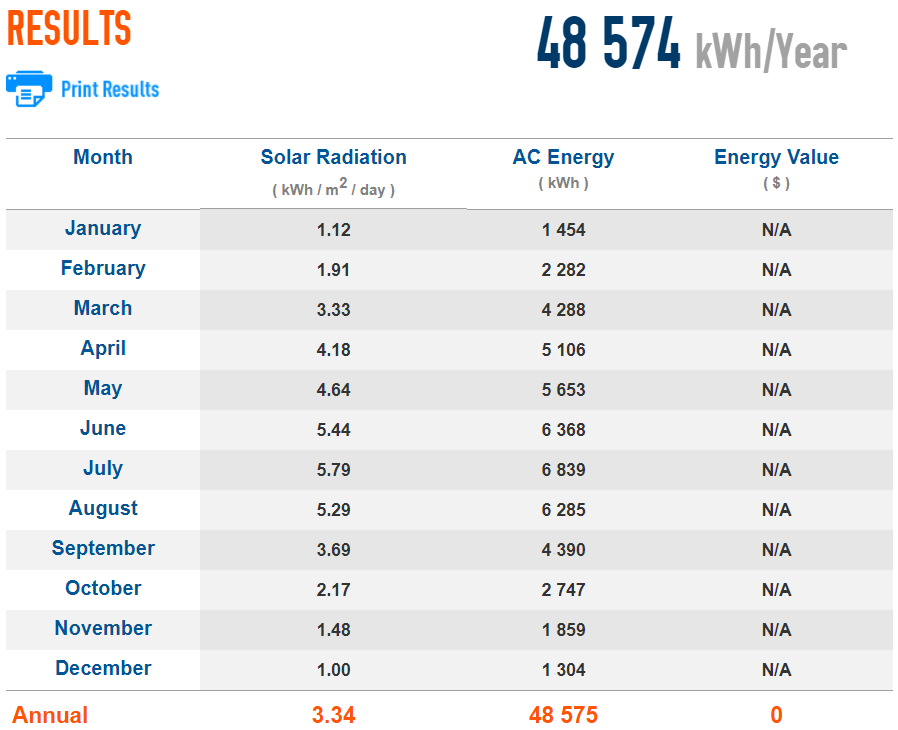 RESULTS
48 574 kWh/Year
Print Results
Month Solar Radiation AC Energy Energy Value
( kWh / m2 / day ) ( kWh ) ( $ )
January 1.12 1 454 N/A
February 1.91 2 282 N/A
March 3.33 4 288 N/A
April 4.18 5 106 N/A
May 4.64 5 653 N/A
June 5.44 6 368 N/A
July 5.79 6 839 N/A
August 5.29 6 285 N/A
September 3.69 4 390 N/A
October 2.17 2 747 N/A
November 1.48 1 859 N/A
December 1.00 1 304 N/A
Annual 3.34 48 575 0